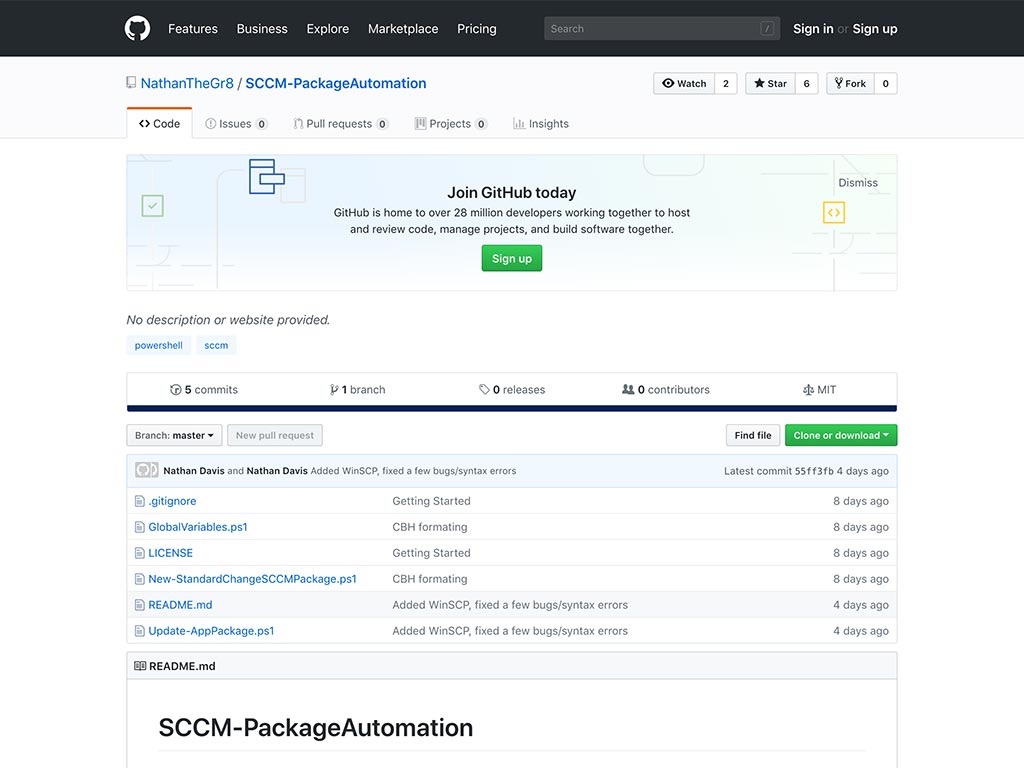 Features Business Explore Marketplace Pricing Search / Sign in or Sign up
NathanTheGr8 / SCCM-PackageAutomation Watch 2 Star 6 Fork 0
Code Issues 0 Pull requests 0 Projects 0 Insights
Dismiss
Join GitHub today
GitHub is home to over 28 million developers working together to host
and review code, manage projects, and build software together.
Sign up
No description or website provided.
powershell sccm
5 commits 1 branch 0 releases 0 contributors MIT
Branch: master New pull request Find file Clone or download
Nathan Davis and Nathan Davis Added WinSCP, fixed a few bugs/syntax errors Latest commit 55ff3fb 4 days ago
.gitignore Getting Started 8 days ago
GlobalVariables.ps1 CBH formating 8 days ago
LICENSE Getting Started 8 days ago
New-StandardChangeSCCMPackage.ps1 CBH formating 8 days ago
README.md Added WinSCP, fixed a few bugs/syntax errors 4 days ago
Update-AppPackage.ps1 Added WinSCP, fixed a few bugs/syntax errors 4 days ago
README.md
SCCM-PackageAutomation